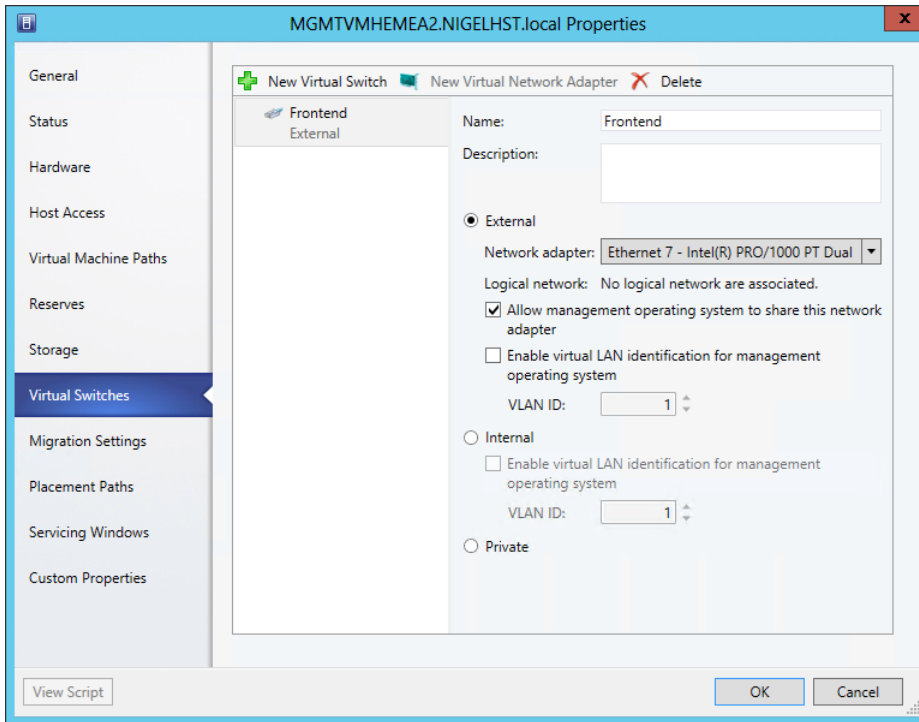 MGMTVMHEMEA2.NIGELHST.local Properties
x
General
Status
Hardware
Host Access
Virtual Machine Paths
Reserves
Storage
Virtual Switches
Migration Settings
Placement Paths
Servicing Windows
Custom Properties
New Virtual Switch New Virtual Network Adapter Delete
Frontend
External
Name: Frontend
Description:
External
Network adapter: Ethernet 7 - Intel(R) PRO/1000 PT Dual
Logical network: No logical network are associated.
Allow management operating system to share this network
adapter
Enable virtual LAN identification for management
operating system
VLAN ID: 1
Internal
Enable virtual LAN identification for management
operating system
VLAN ID: 1
Private
View Script
OK Cancel